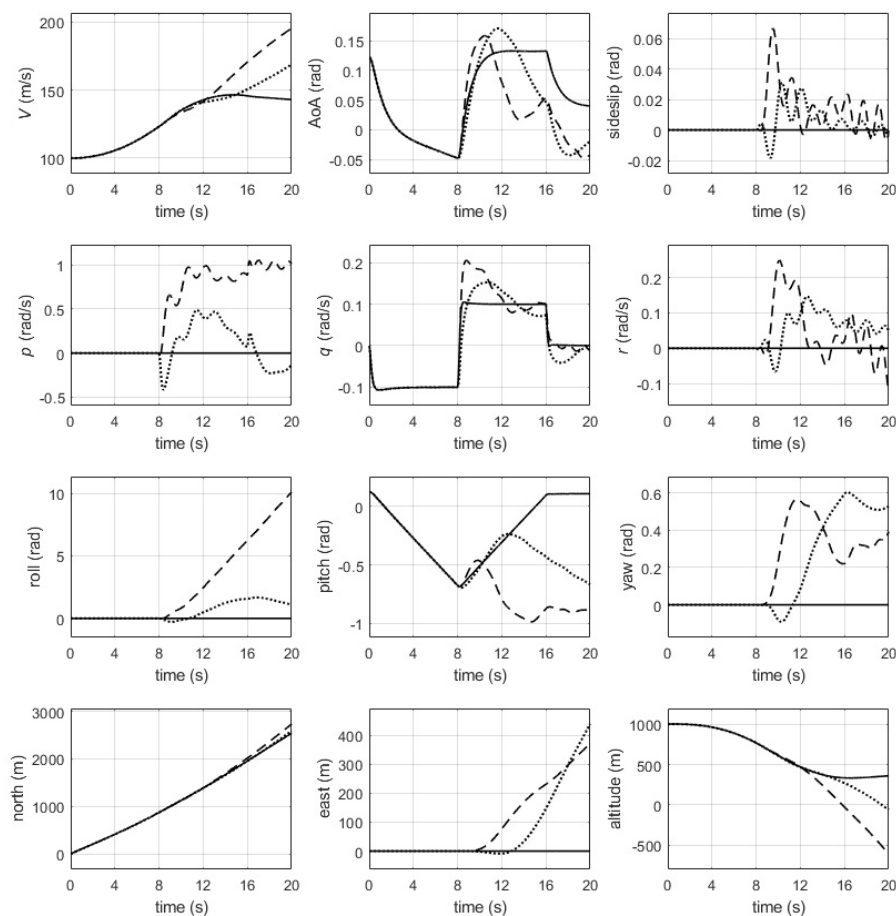 V (m/s)
200
150
100
0 4 8 12 16 20
time (s)
AoA (rad)
0.15
0.1
0.05
0
-0.05
0 4 8 12 16 20
time (s)
sideslip (rad)
0.06
0.04
0.02
0
-0.02
0 4 8 12 16 20
time (s)
p (rad/s)
1
0.5
0
-0.5
0 4 8 12 16 20
time (s)
q (rad/s)
0.2
0.1
0
-0.1
0 4 8 12 16 20
time (s)
r (rad/s)
0.2
0.1
0
-0.1
0 4 8 12 16 20
time (s)
roll (rad)
10
5
0
0 4 8 12 16 20
time (s)
pitch (rad)
0
-0.5
-1
0 4 8 12 16 20
time (s)
yaw (rad)
0.6
0.4
0.2
0
0 4 8 12 16 20
time (s)
north (m)
3000
2000
1000
0
0 4 8 12 16 20
time (s)
east (m)
400
300
200
100
0
0 4 8 12 16 20
time (s)
altitude (m)
1000
500
0
-500
0 4 8 12 16 20
time (s)